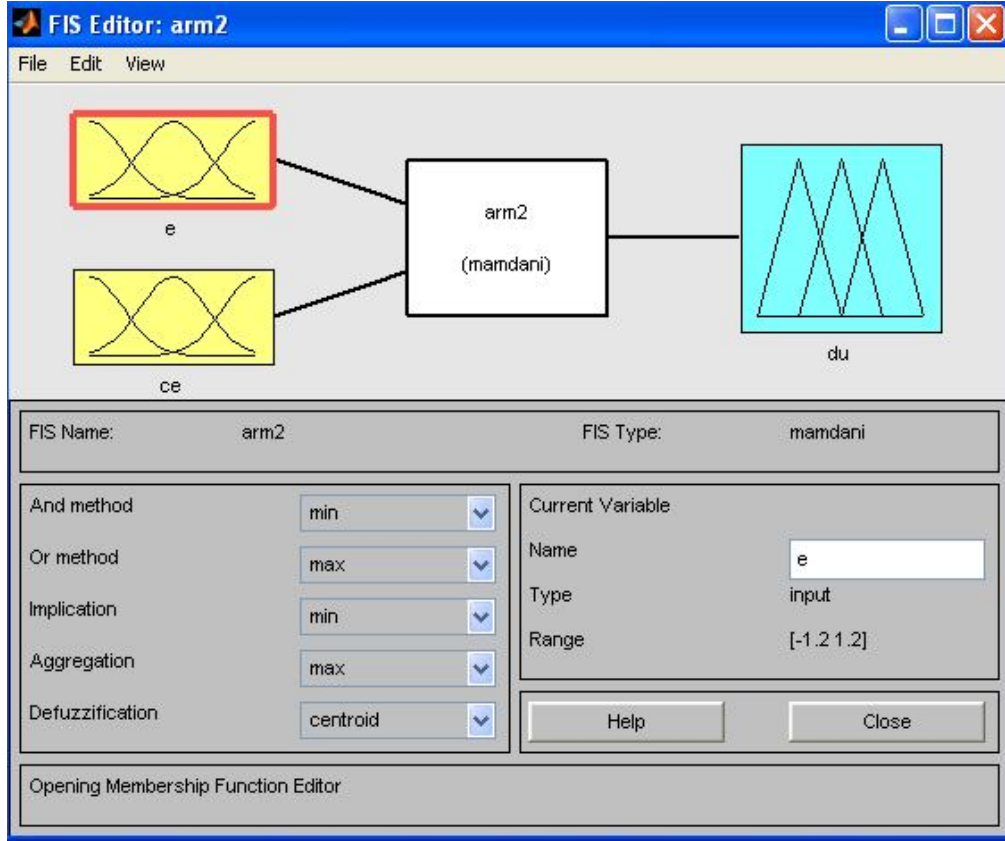 FIS Editor: arm2
File Edit View
e
ce
arm2
(mamdani)
du
FIS Name: arm2 FIS Type: mamdani
And method min
Or method max
Implication min
Aggregation max
Defuzzification centroid
Current Variable
Name e
Type input
Range [-1.2 1.2]
Help Close
Opening Membership Function Editor